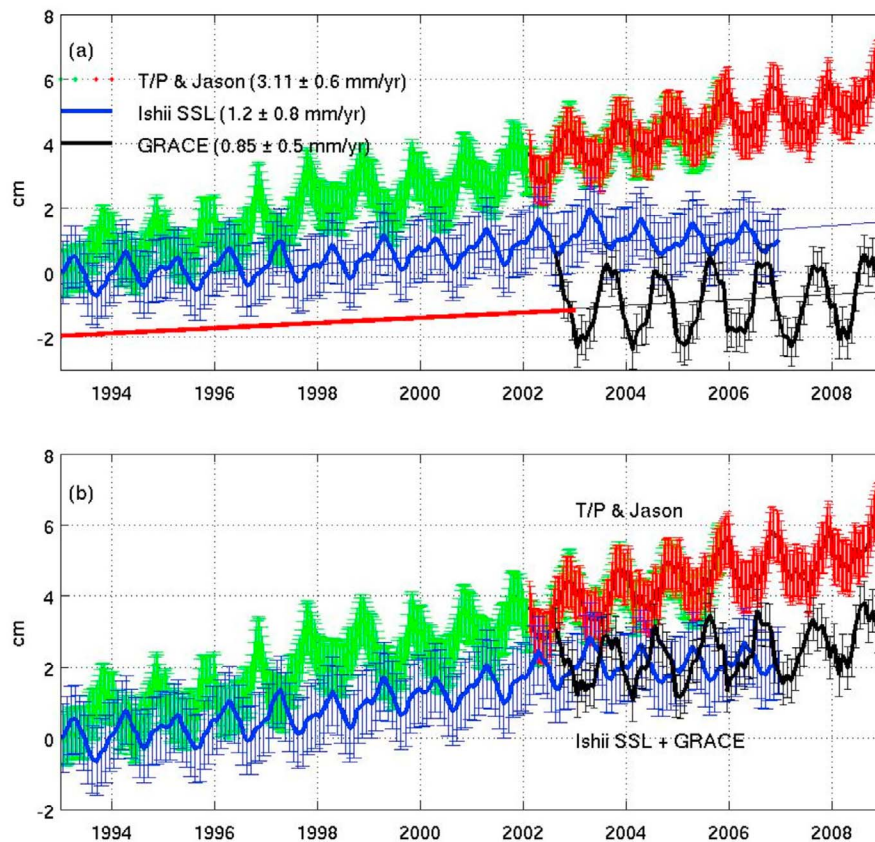 8
(a)
6
T/P & Jason (3.11 ± 0.6 mm/yr)
Ishii SSL (1.2 ± 0.8 mm/yr)
4
GRACE (0.85 ± 0.5 mm/yr)
cm
2
0
-2
1994 1996 1998 2000 2002 2004 2006 2008
8
(b)
T/P & Jason
6
4
cm
2
0
Ishii SSL + GRACE
-2
1994 1996 1998 2000 2002 2004 2006 2008